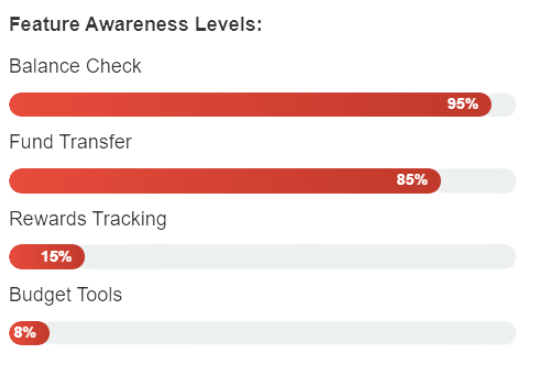 Feature Awareness Levels:
Balance Check
95%
Fund Transfer
85%
Rewards Tracking
15%
Budget Tools
8%